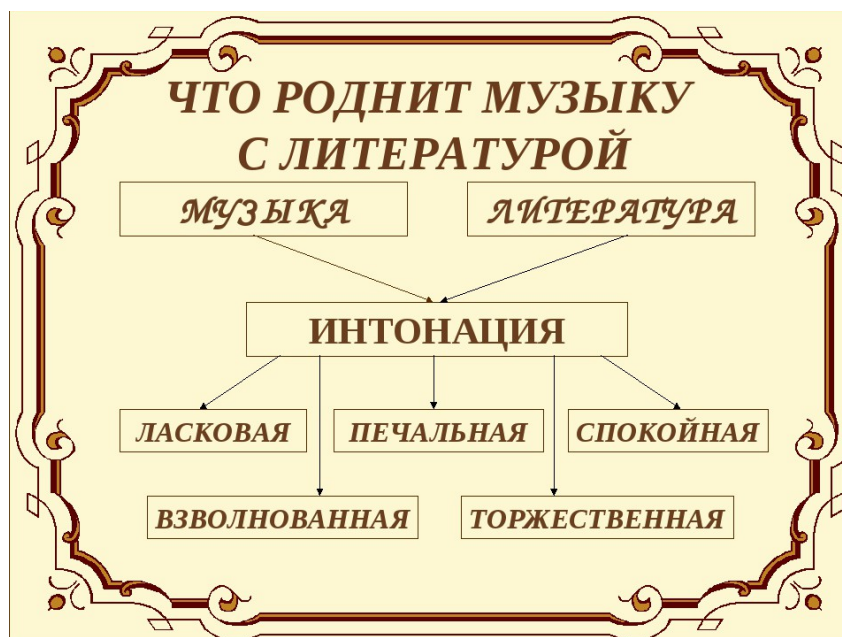 ЧТО РОДНИТ МУЗЫКУ
С ЛИТЕРАТУРОЙ
МУЗЫКА
ЛИТЕРАТУРА
ИНТОНАЦИЯ
ЛАСКОВАЯ
ПЕЧАЛЬНАЯ
СПОКОЙНАЯ
ВЗВОЛНОВАННАЯ
ТОРЖЕСТВЕННАЯ